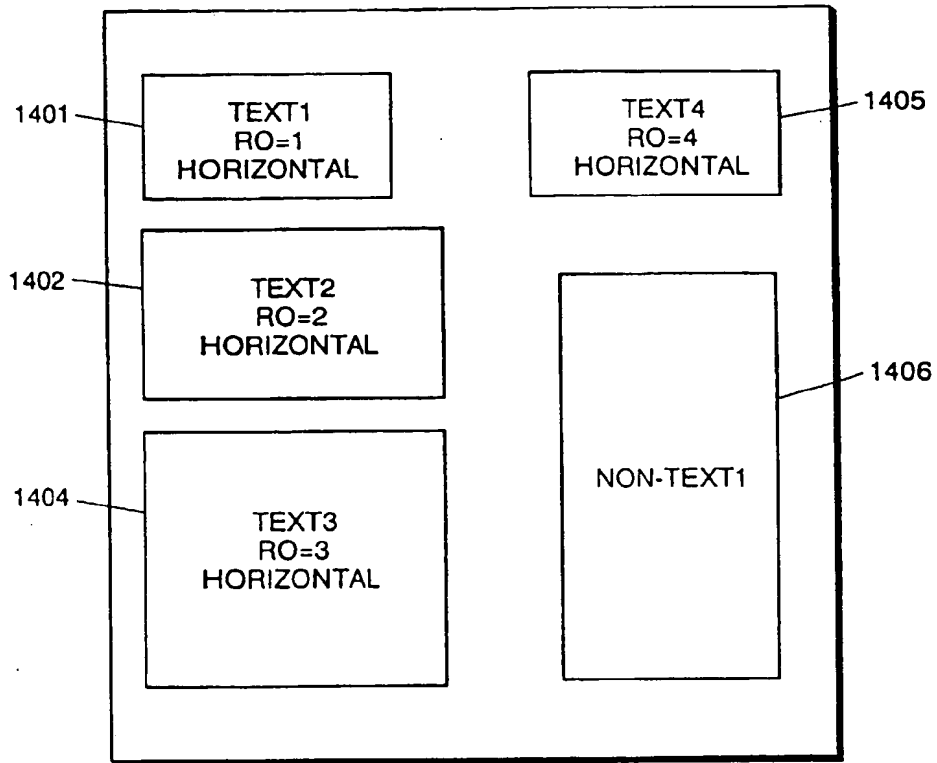 1401
TEXT1
RO=1
HORIZONTAL
1402
TEXT2
RO=2
HORIZONTAL
1404
TEXT3
RO=3
HORIZONTAL
TEXT4
RO=4
HORIZONTAL
1405
NON-TEXT1
1406